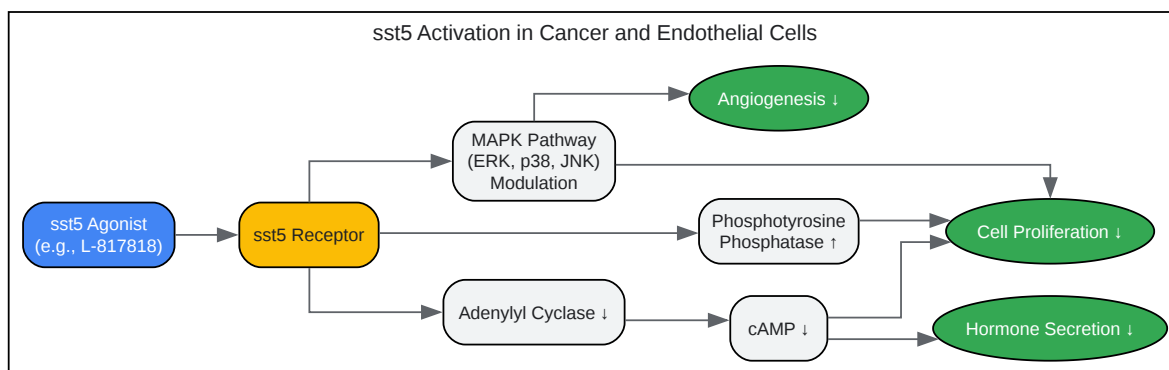 sst5 Activation in Cancer and Endothelial Cells
Angiogenesis ↓
MAPK Pathway
(ERK, p38, JNK)
Modulation
sst5 Agonist
(e.g., L-817818)
sst5 Receptor
Phosphotyrosine
Phosphatase ↑
Cell Proliferation ↓
Adenylyl Cyclase ↓
cAMP ↓
Hormone Secretion ↓